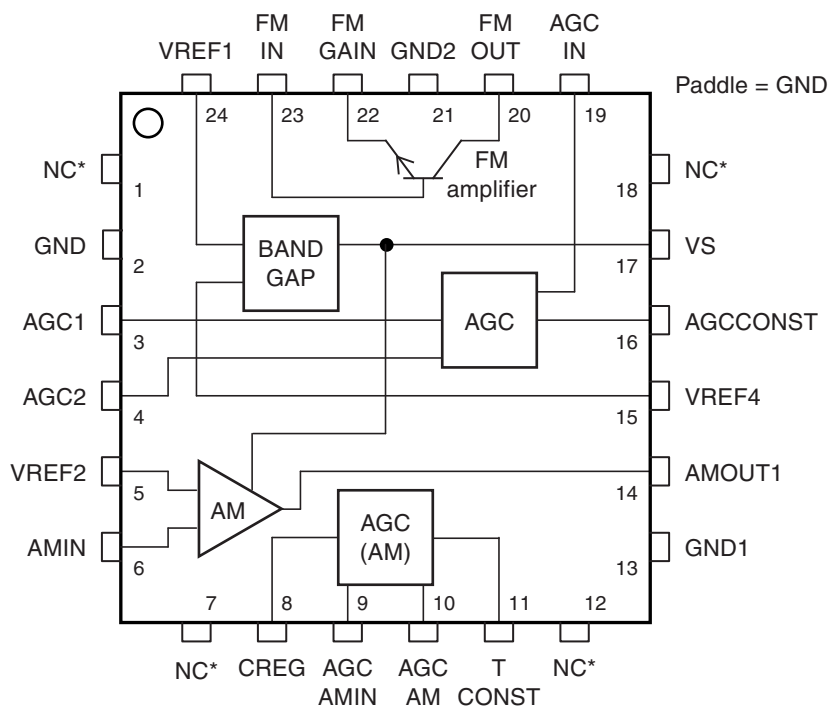 FM FM FM AGC
VREF1 IN GAIN GND2 OUT IN
Paddle = GND
24 23 22 21 20 19
FM
amplifier
NC* 1
18 NC*
GND 2
BAND
GAP
17 VS
AGC1 3
AGC
16 AGCCONST
AGC2 4
15 VREF4
VREF2 5
AM
14 AMOUT1
AMIN 6
AGC
(AM)
13 GND1
7 8 9 10 11 12
NC* CREG AGC AGC T NC*
AMIN AM CONST